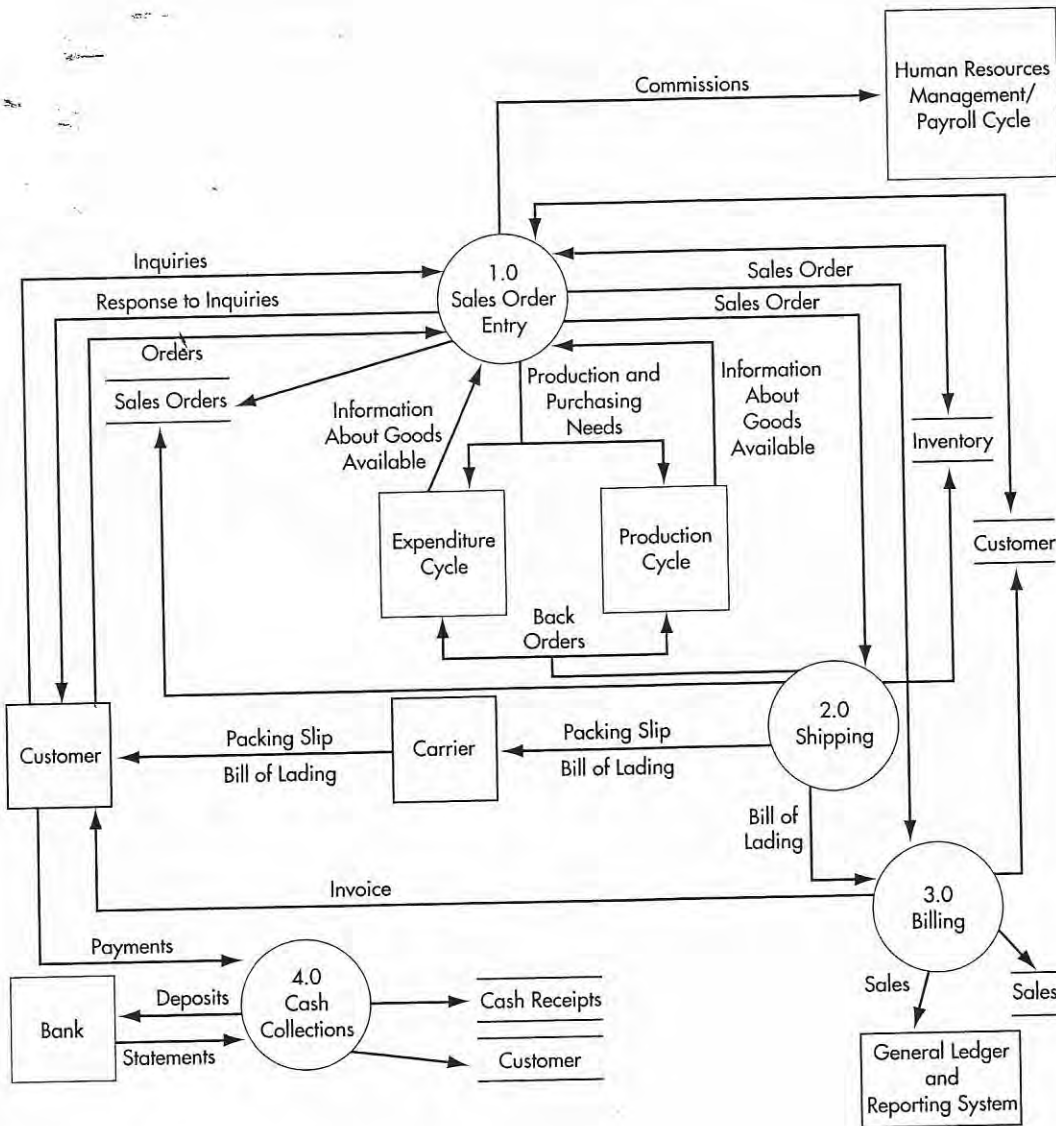 Commissions
Human Resources
Management/
Payroll Cycle
Inquiries
Response to Inquiries
Orders
Sales Orders
1.0
Sales Order
Entry
Sales Order
Sales Order
Information
About Goods
Available
Production and
Purchasing
Needs
Information
About
Goods
Available
Inventory
Customer
Expenditure
Cycle
Production
Cycle
Back
Orders
2.0
Shipping
Customer
Packing Slip
Bill of Lading
Carrier
Packing Slip
Bill of Lading
Bill of
Lading
Invoice
3.0
Billing
Payments
4.0
Cash
Collections
Deposits
Bank
Statements
Cash Receipts
Customer
Sales
Sales
General Ledger
and
Reporting System